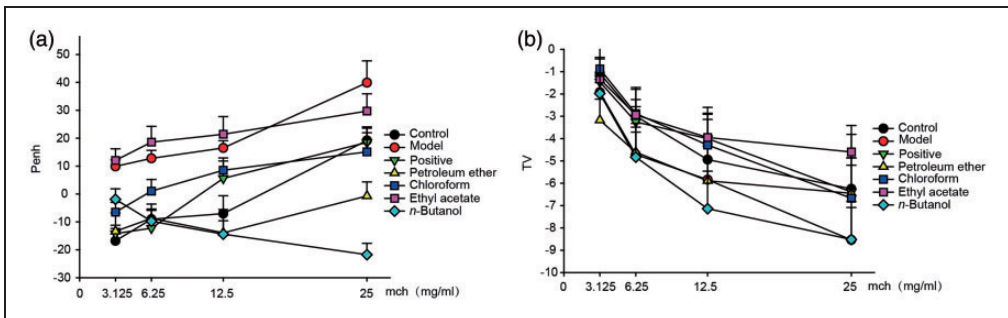 (a)
50
40
30
20
10
0
-10
-20
-30
Penh
0 3.125 6.25 12.5 25 mch (mg/ml)
Control
Model
Positive
Petroleum ether
Chloroform
Ethyl acetate
n-Butanol
(b)
0
-1
-2
-3
-4
-5
-6
-7
-8
-9
-10
TV
0 3.125 6.25 12.5 25 mch (mg/ml)
Control
Model
Positive
Petroleum ether
Chloroform
Ethyl acetate
n-Butanol